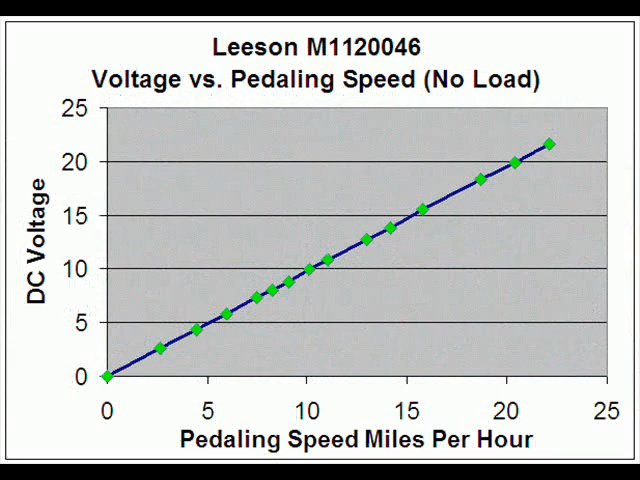 Leeson M1120046
Voltage vs. Pedaling Speed (No Load)
25
20
15
10
5
0
DC Voltage
0 5 10 15 20 25
Pedaling Speed Miles Per Hour